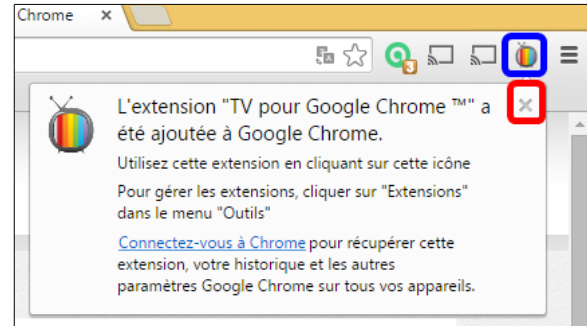 Chrome ×
3
L'extension "TV pour Google Chrome ™" a
été ajoutée à Google Chrome.
Utilisez cette extension en cliquant sur cette icône
Pour gérer les extensions, cliquer sur "Extensions"
dans le menu "Outils"
Connectez-vous à Chrome pour récupérer cette
extension, votre historique et les autres
paramètres Google Chrome sur tous vos appareils.